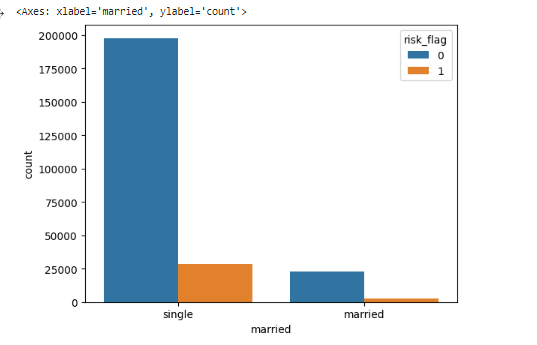 <Axes: xlabel='married', ylabel='count'>
risk_flag
0
1
200000
175000
150000
125000
100000
75000
50000
25000
0
count
single married
married